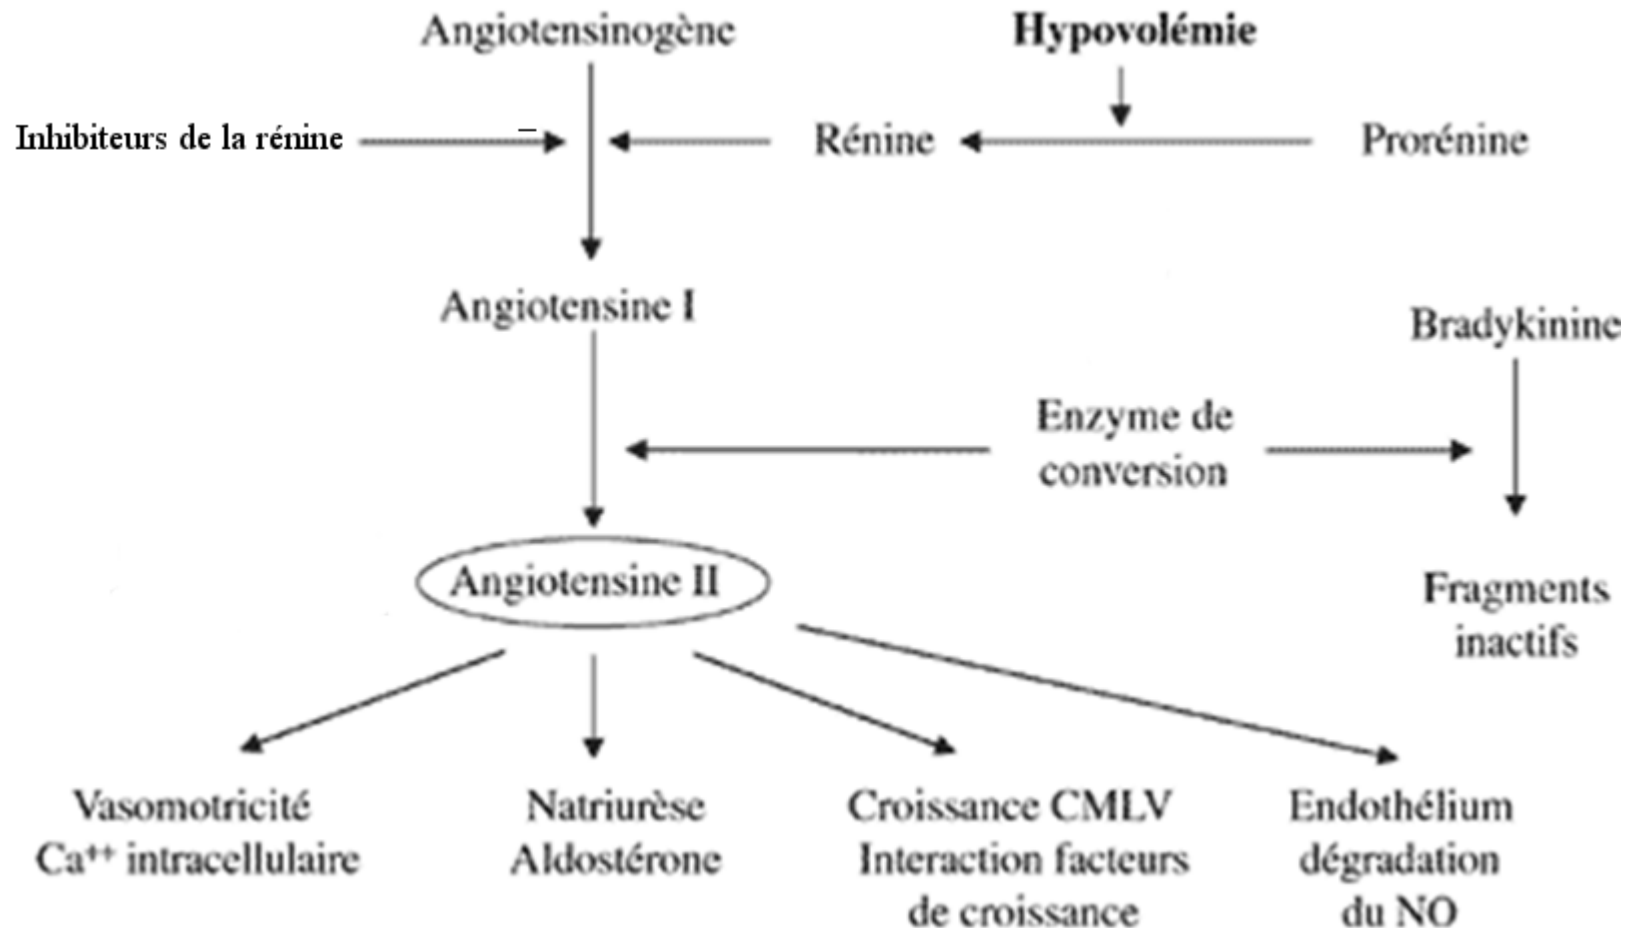 Angiotensinogène
Hypovolémie
Inhibiteurs de la rénine
–
Rénine
Prorénine
Angiotensine I
Bradykinine
Enzyme de
conversion
Angiotensine II
Fragments
inactifs
Vasomotricité
Ca⁺⁺ intracellulaire
Natriurèse
Aldostérone
Croissance CMLV
Interaction facteurs
de croissance
Endothélium
dégradation
du NO